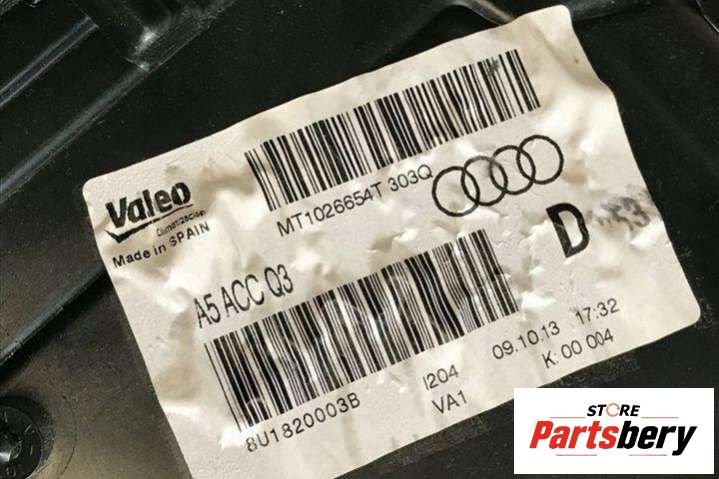 Valeo
Climatización
Made in SPAIN
MT1026654T 303Q
D
A5 ACC Q3
8U1820003B
I204
VA1
09.10.13 17:32
K: 00 004
STORE
Partsbery